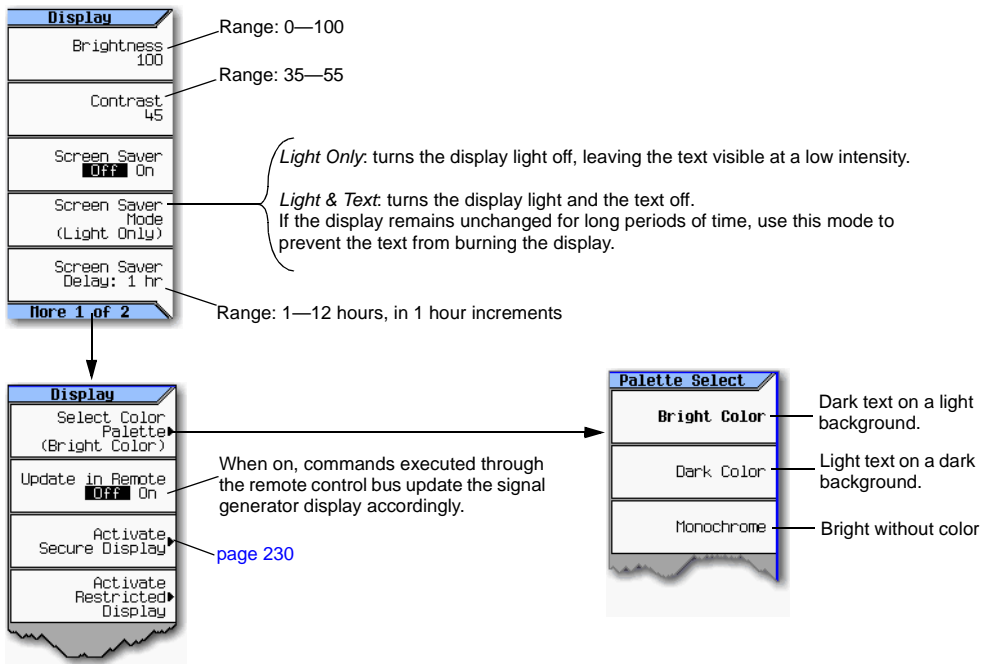 Display
Brightness
100
Range: 0—100
Contrast
45
Range: 35—55
Screen Saver
Off On
Screen Saver
Mode
(Light Only)
Light Only: turns the display light off, leaving the text visible at a low intensity.
Light & Text: turns the display light and the text off.
If the display remains unchanged for long periods of time, use this mode to
prevent the text from burning the display.
Screen Saver
Delay: 1 hr
Range: 1—12 hours, in 1 hour increments
More 1 of 2
Display
Select Color
Palette
(Bright Color)
Update in Remote
Off On
When on, commands executed through
the remote control bus update the signal
generator display accordingly.
Activate
Secure Display
page 230
Activate
Restricted
Display
Palette Select
Bright Color
Dark text on a light
background.
Dark Color
Light text on a dark
background.
Monochrome
Bright without color